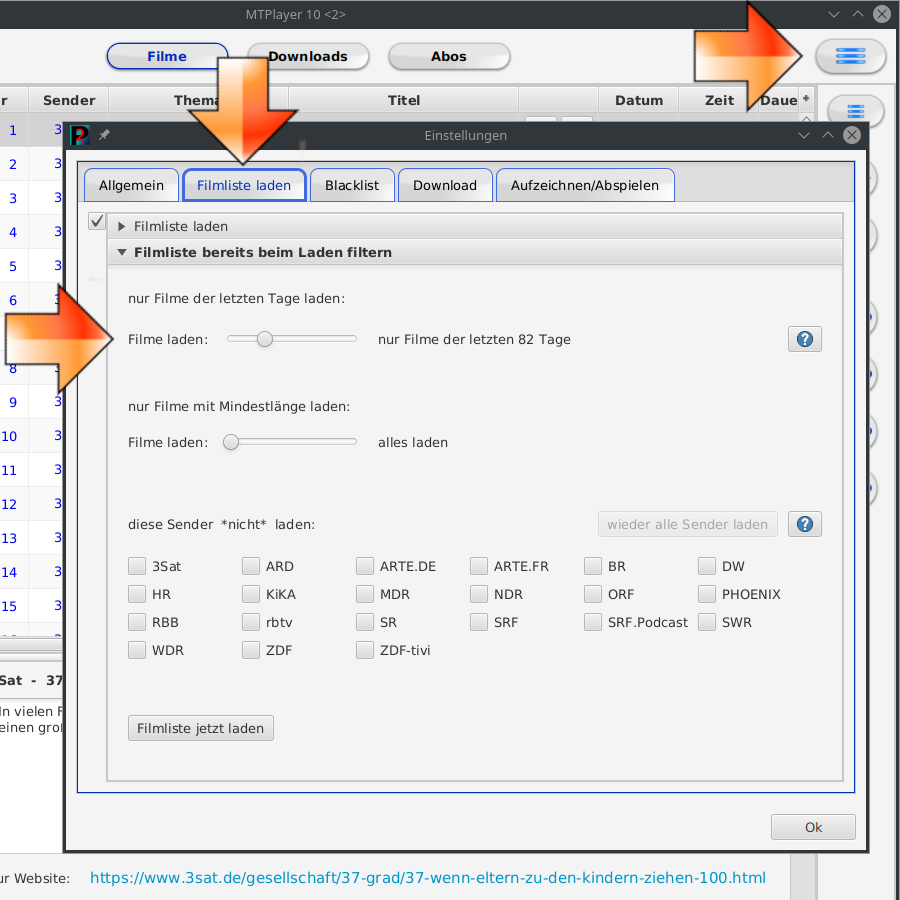 MTPlayer 10 <2>
Filme Downloads Abos
r Sender Thema Titel Datum Zeit Daue +
1 3
2 3
3 3
4 3
5 3
6 3
8
9 3
10 3
11 3
12 3
13 3
14 3
15 3
Einstellungen
Allgemein Filmliste laden Blacklist Download Aufzeichnen/Abspielen
Filmliste laden
Filmliste bereits beim Laden filtern
nur Filme der letzten Tage laden:
Filme laden: nur Filme der letzten 82 Tage ?
nur Filme mit Mindestlänge laden:
Filme laden: alles laden
diese Sender *nicht* laden: wieder alle Sender laden ?
3Sat ARD ARTE.DE ARTE.FR BR DW
HR KiKA MDR NDR ORF PHOENIX
RBB rbtv SR SRF SRF.Podcast SWR
WDR ZDF ZDF-tivi
Filmliste jetzt laden
Ok
Sat - 37
In vielen F
einen groß
ur Website: https://www.3sat.de/gesellschaft/37-grad/37-wenn-eltern-zu-den-kindern-ziehen-100.html